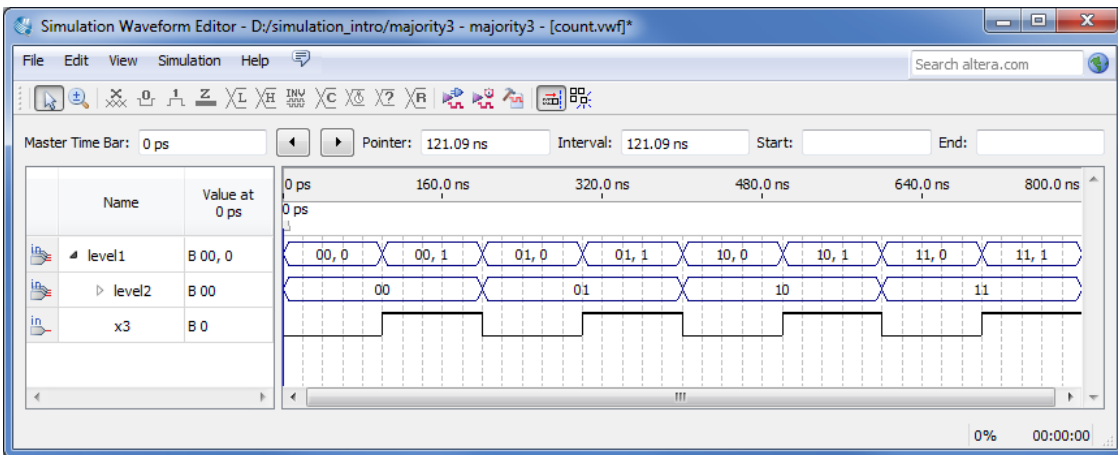 Simulation Waveform Editor - D:/simulation_intro/majority3 - majority3 - [count.vwf]*
File Edit View Simulation Help Search altera.com
Master Time Bar: 0 ps Pointer: 121.09 ns Interval: 121.09 ns Start: End:
Name Value at 0 ps
0 ps 160.0 ns 320.0 ns 480.0 ns 640.0 ns 800.0 ns
0 ps
level1 B 00, 0 00, 0 00, 1 01, 0 01, 1 10, 0 10, 1 11, 0 11, 1
level2 B 00 00 01 10 11
x3 B 0
0% 00:00:00